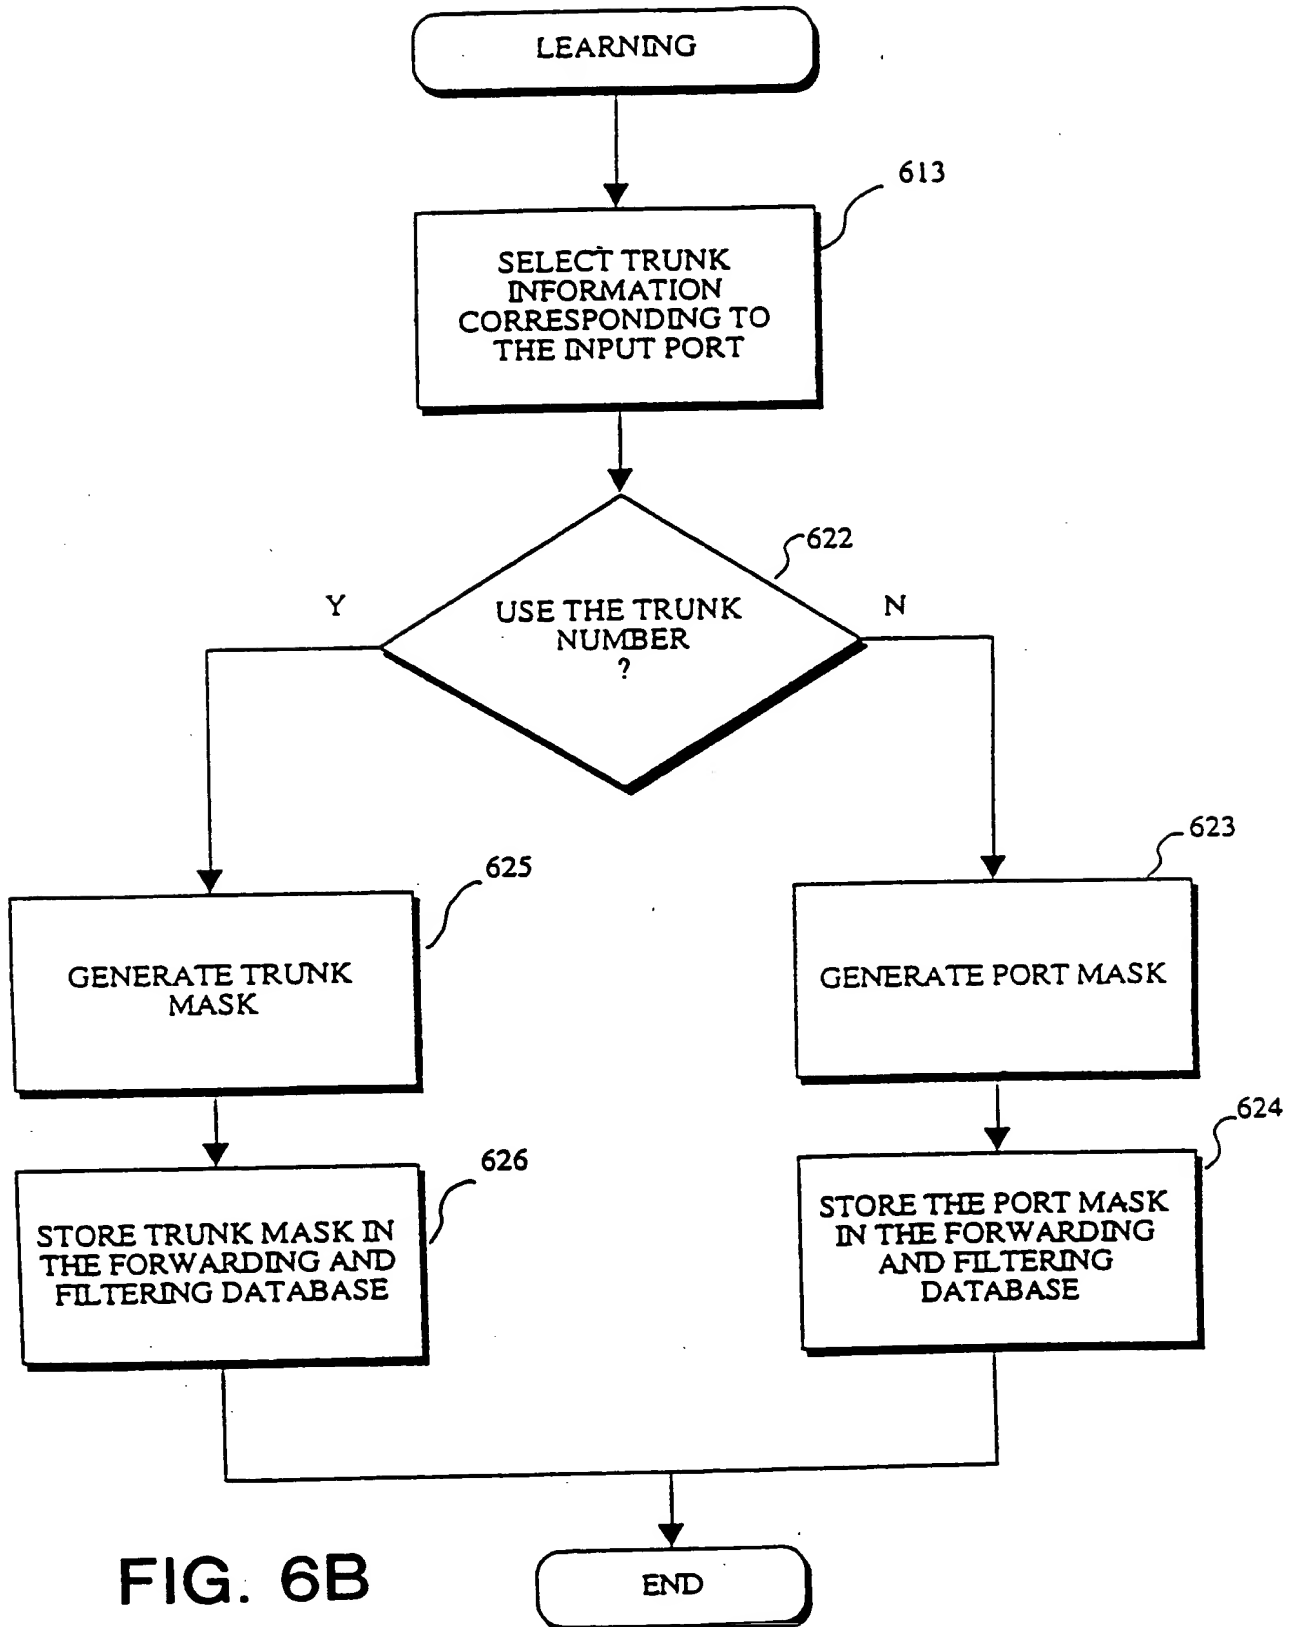 LEARNING
613
SELECT TRUNK
INFORMATION
CORRESPONDING TO
THE INPUT PORT
622
Y
USE THE TRUNK
NUMBER
?
N
625
GENERATE TRUNK
MASK
623
GENERATE PORT MASK
626
STORE TRUNK MASK IN
THE FORWARDING AND
FILTERING DATABASE
624
STORE THE PORT MASK
IN THE FORWARDING
AND FILTERING
DATABASE
END
FIG. 6B